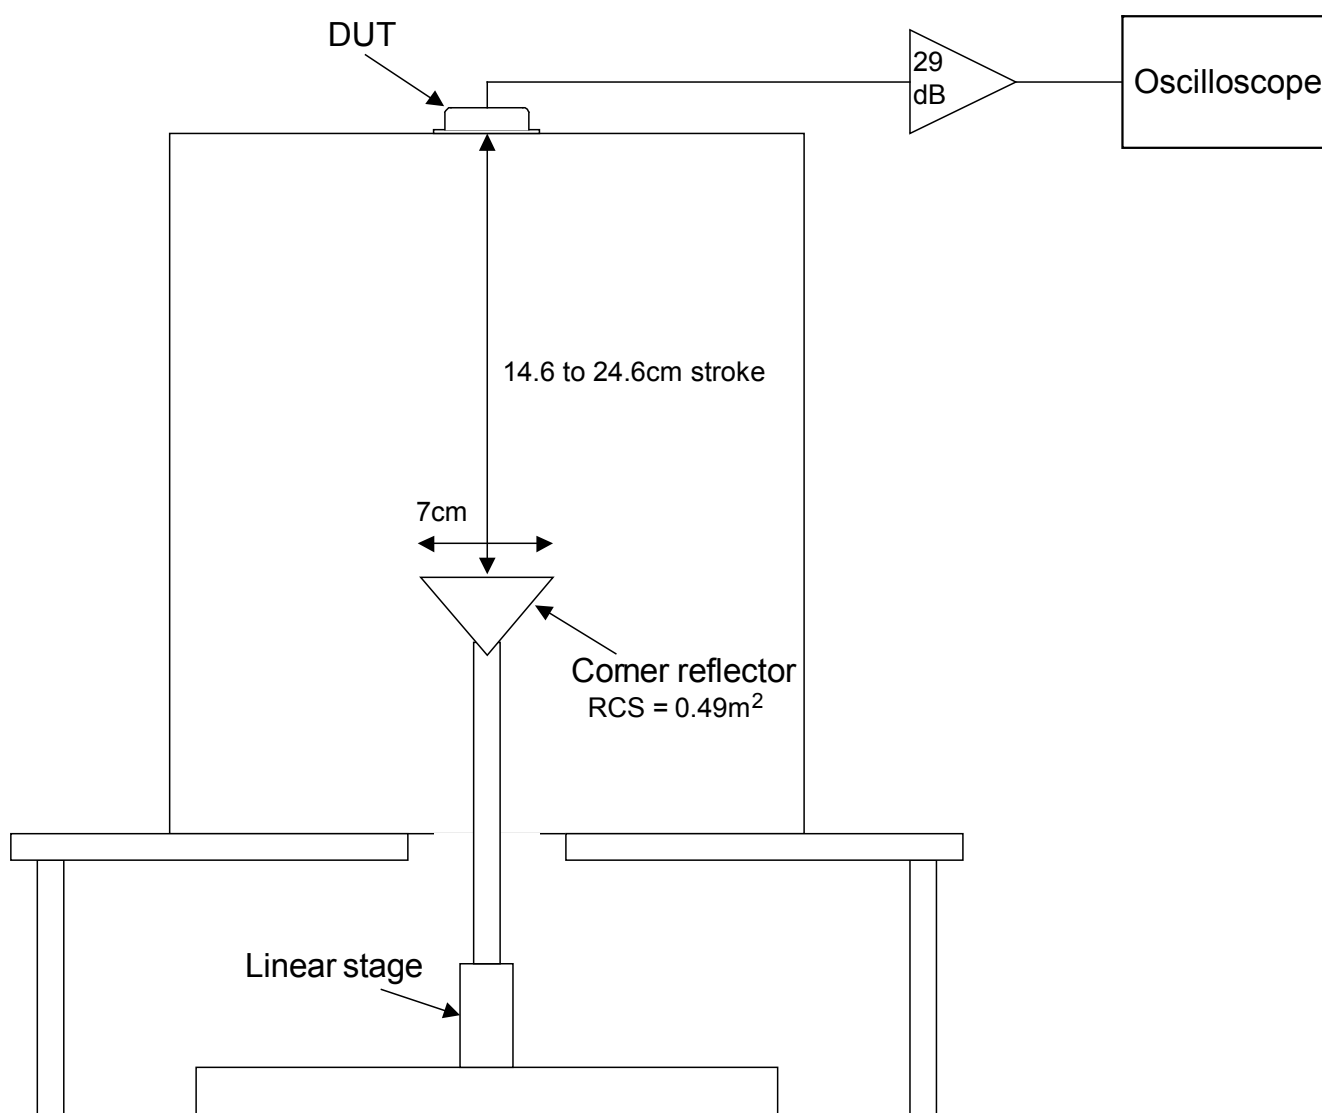 DUT
29
dB
Oscilloscope
14.6 to 24.6cm stroke
7cm
Corner reflector
RCS = 0.49m²
Linear stage